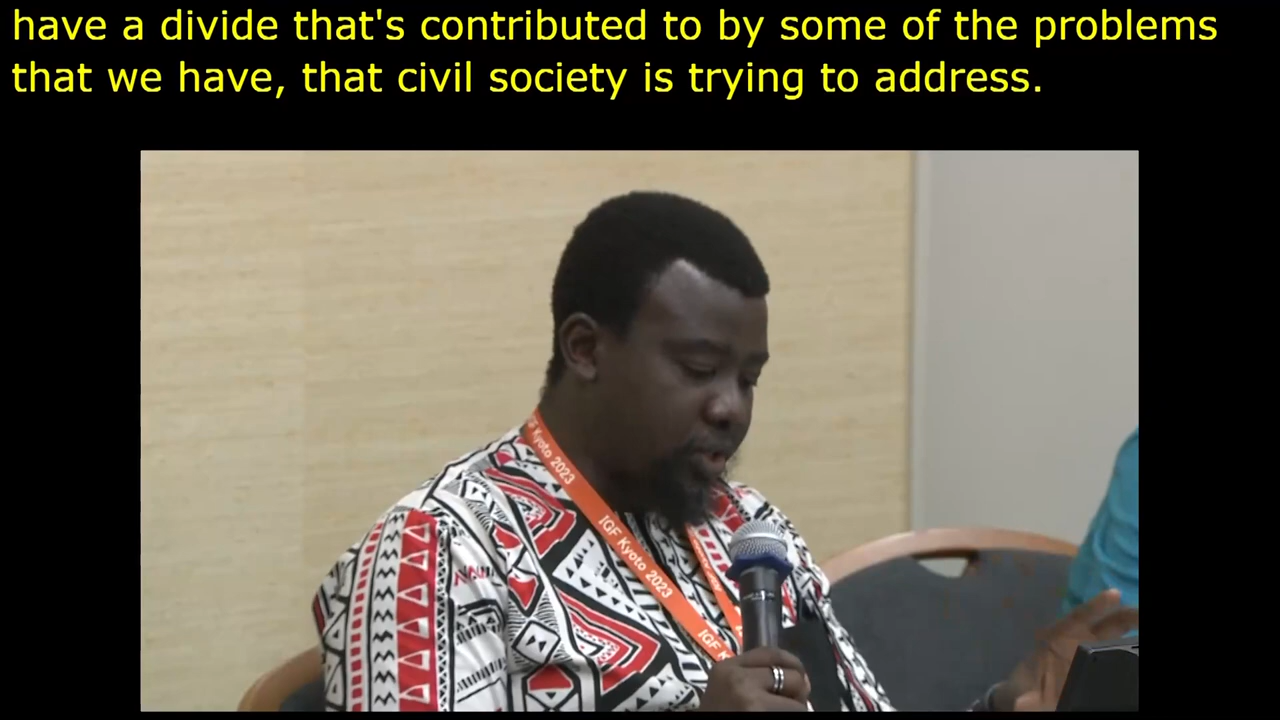 have a divide that's contributed to by some of the problems
that we have, that civil society is trying to address.
IGF Kyoto 2023
IGF Kyoto 2023
IGF K